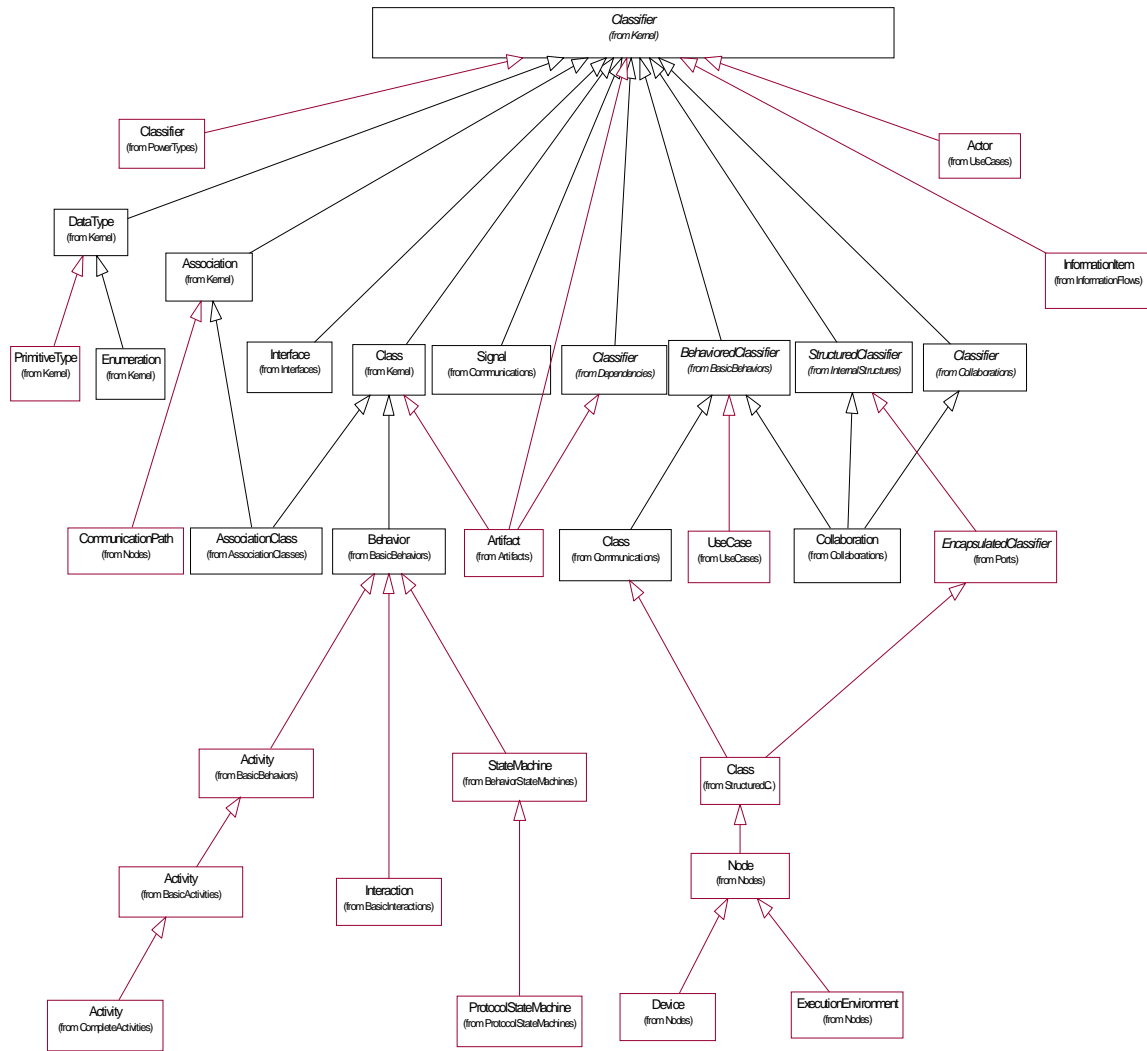 Classifier
(from Kernel)
Classifier
(from PowerTypes)
Actor
(from UseCases)
DataType
(from Kernel)
Association
(from Kernel)
InformationItem
(from InformationFlows)
PrimitiveType
(from Kernel)
Enumeration
(from Kernel)
Interface
(from Interfaces)
Class
(from Kernel)
Signal
(from Communications)
Classifier
(from Dependencies)
BehavioredClassifier
(from BasicBehaviors)
StructuredClassifier
(from InternalStructures)
Classifier
(from Collaborations)
CommunicationPath
(from Nodes)
AssociationClass
(from AssociationClasses)
Behavior
(from BasicBehaviors)
Artifact
(from Artifacts)
Class
(from Communications)
UseCase
(from UseCases)
Collaboration
(from Collaborations)
EncapsulatedClassifier
(from Ports)
Activity
(from BasicBehaviors)
StateMachine
(from BehaviorStateMachines)
Class
(from StructuredC.)
Activity
(from BasicActivities)
Interaction
(from BasicInteractions)
Node
(from Nodes)
Activity
(from CompleteActivities)
ProtocolStateMachine
(from ProtocolStateMachines)
Device
(from Nodes)
ExecutionEnvironment
(from Nodes)